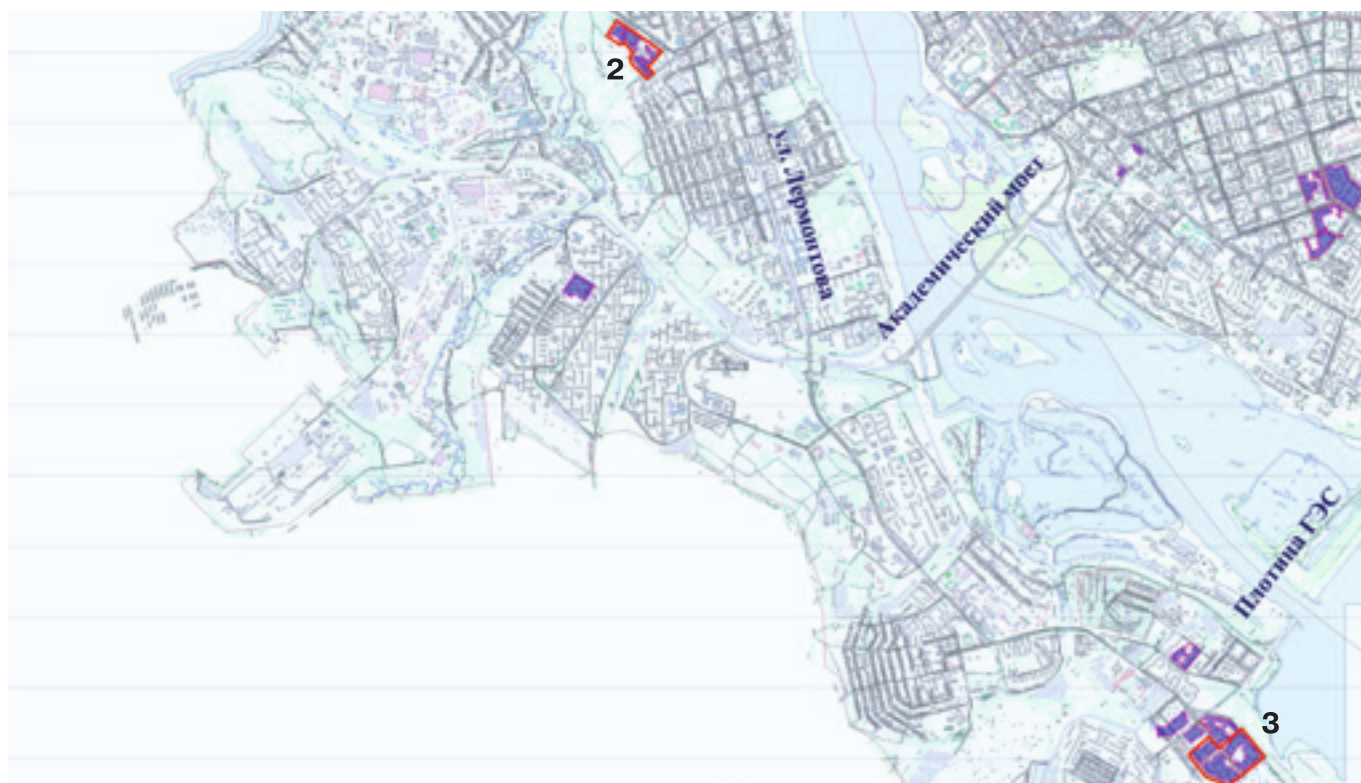 2
ул. Лермонтова
Академический мост
Плотина ГЭС
3